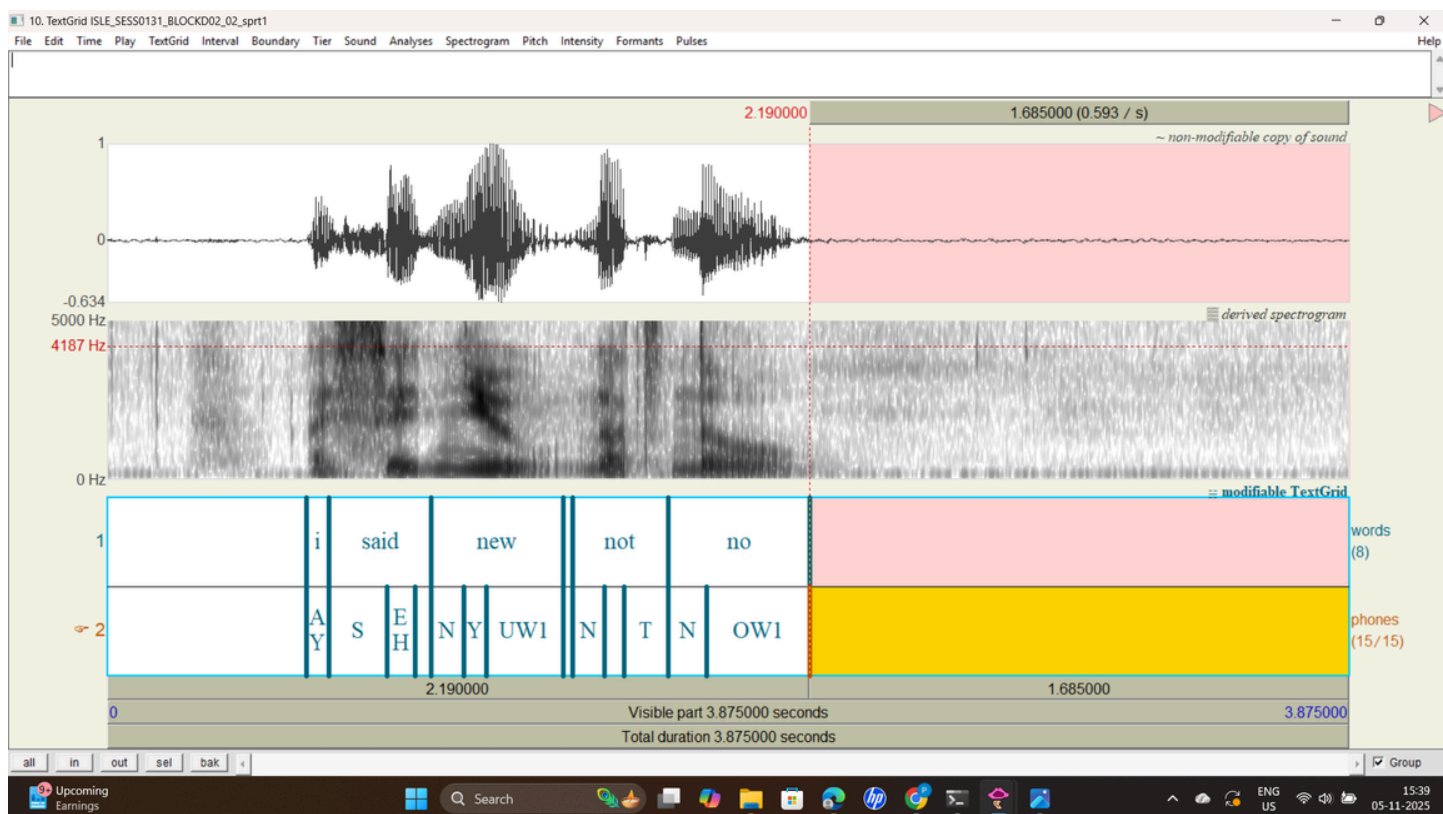 10. TextGrid ISLE_SESS0131_BLOCKD02_02_sprt1
File Edit Time Play TextGrid Interval Boundary Tier Sound Analyses Spectrogram Pitch Intensity Formants Pulses Help
2.190000 1.685000 (0.593 / s)
~ non-modifiable copy of sound
1
0
-0.634
5000 Hz
derived spectrogram
4187 Hz
0 Hz
modifiable TextGrid
1 i said new not no words (8)
2 AY S EH N Y UW1 N T N OW1 phones (15/15)
2.190000 1.685000
0 Visible part 3.875000 seconds 3.875000
Total duration 3.875000 seconds
all in out sel bak Group
9+ Upcoming Earnings Search hp ENG US 15:39 05-11-2025